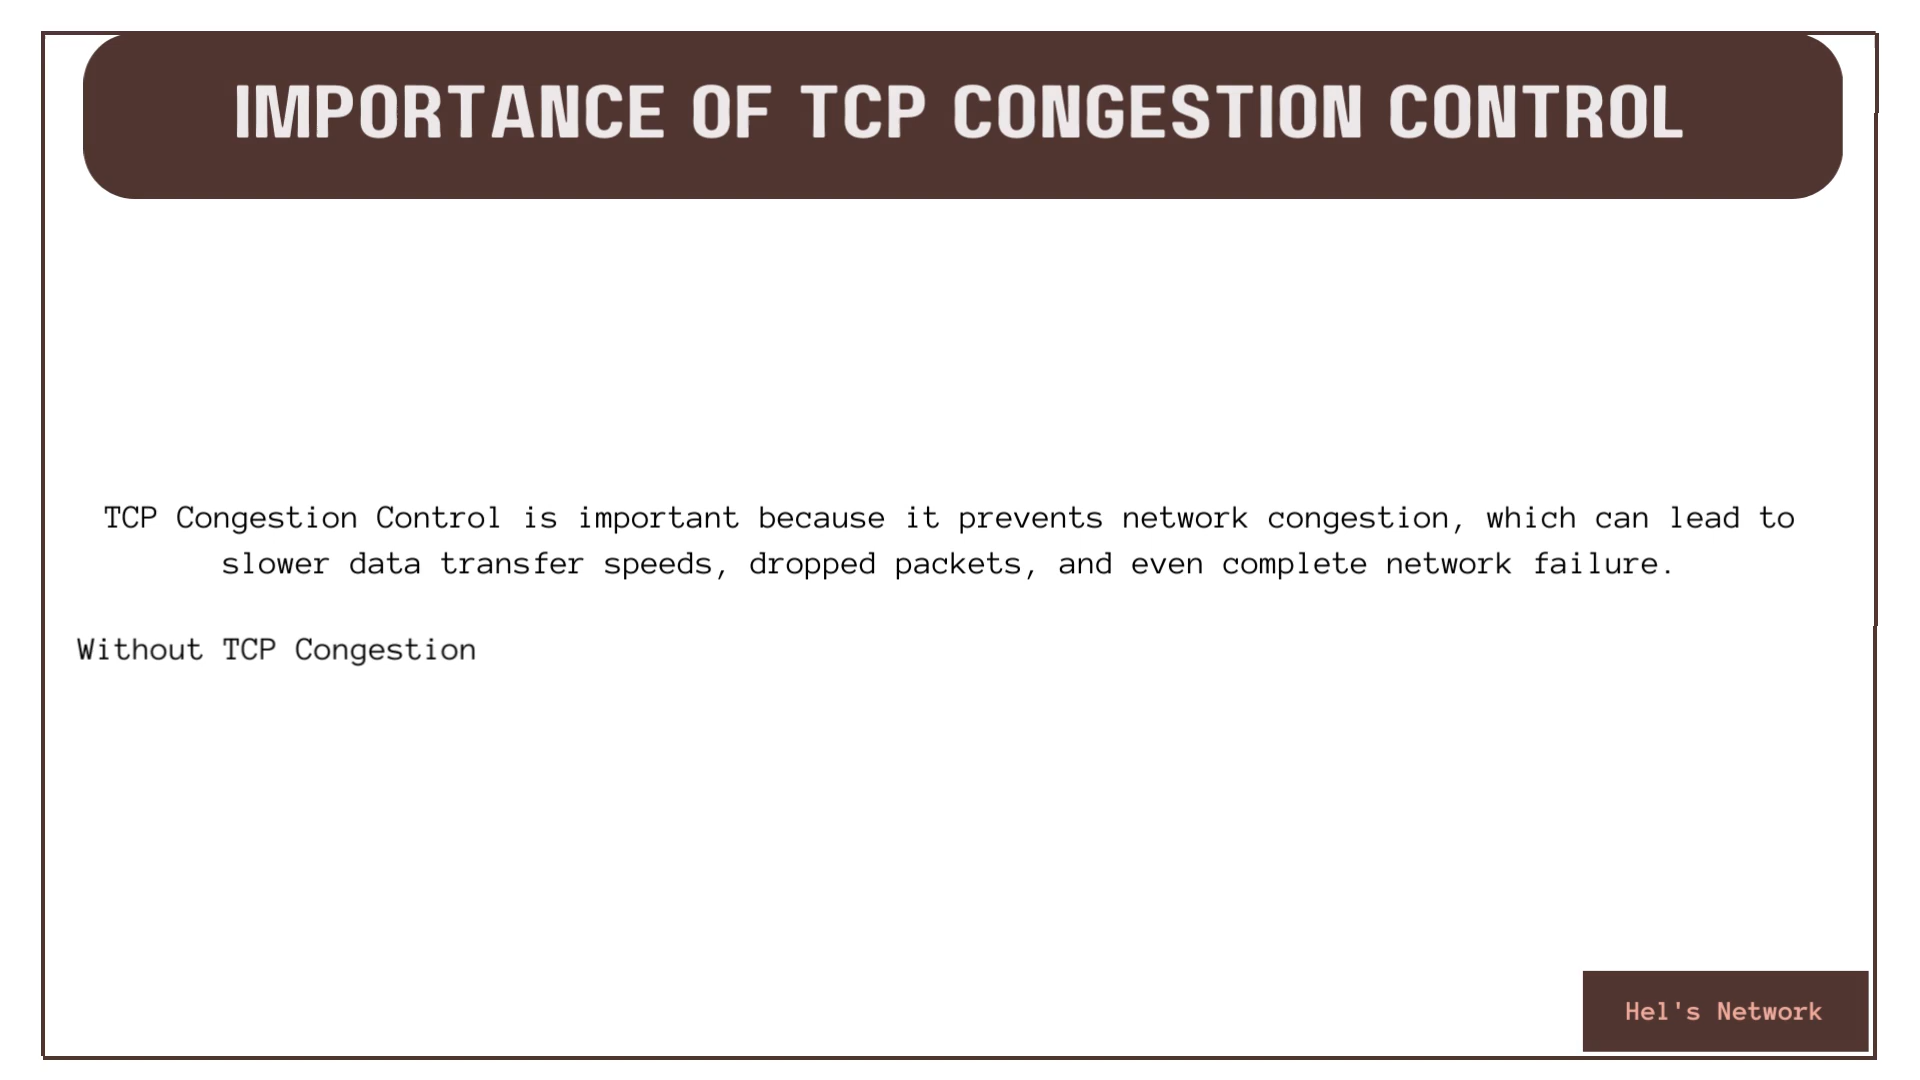 IMPORTANCE OF TCP CONGESTION CONTROL
TCP Congestion Control is important because it prevents network congestion, which can lead to
slower data transfer speeds, dropped packets, and even complete network failure.
Without TCP Congestion
Hel's Network